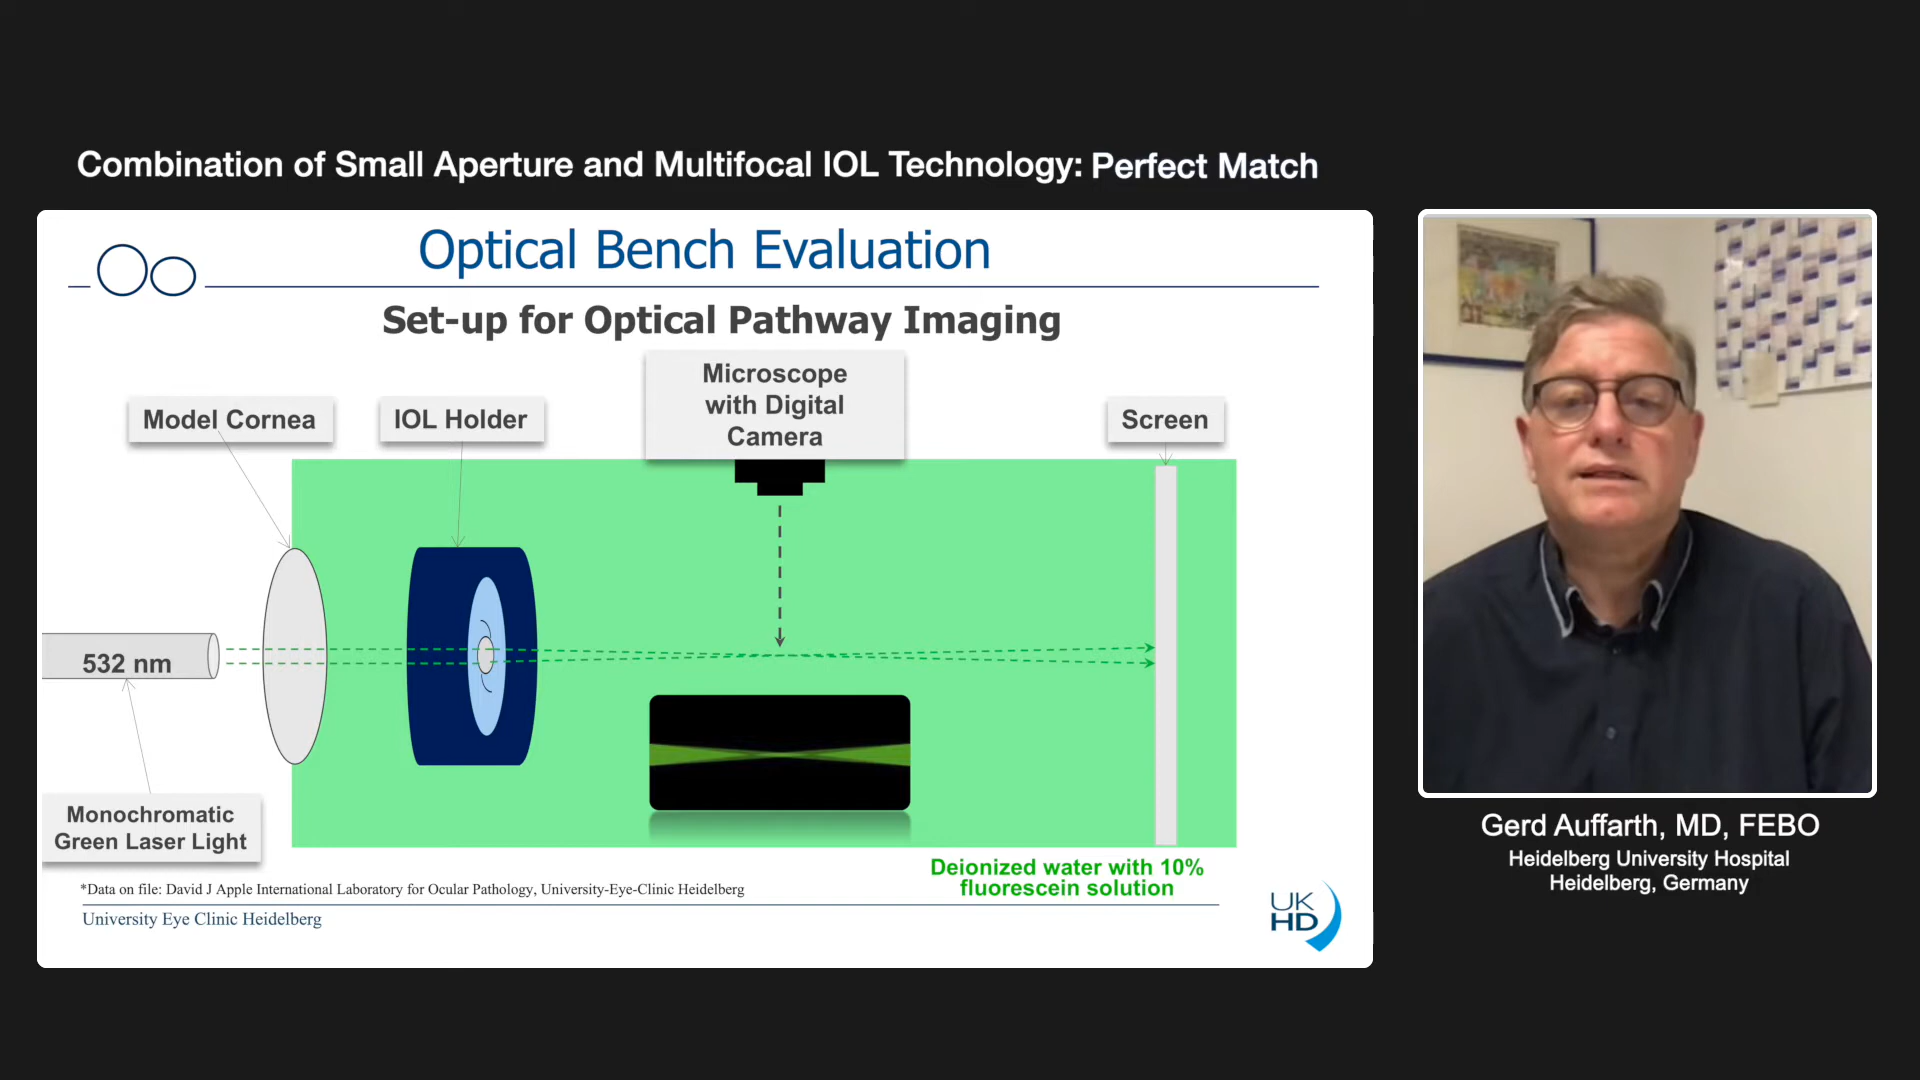 Combination of Small Aperture and Multifocal IOL Technology: Perfect Match
Optical Bench Evaluation
Set-up for Optical Pathway Imaging
Microscope
with Digital
Camera
Model Cornea
IOL Holder
Screen
532 nm
Monochromatic
Green Laser Light
Deionized water with 10%
fluorescein solution
*Data on file: David J Apple International Laboratory for Ocular Pathology, University-Eye-Clinic Heidelberg
University Eye Clinic Heidelberg
UK
HD
Gerd Auffarth, MD, FEBO
Heidelberg University Hospital
Heidelberg, Germany